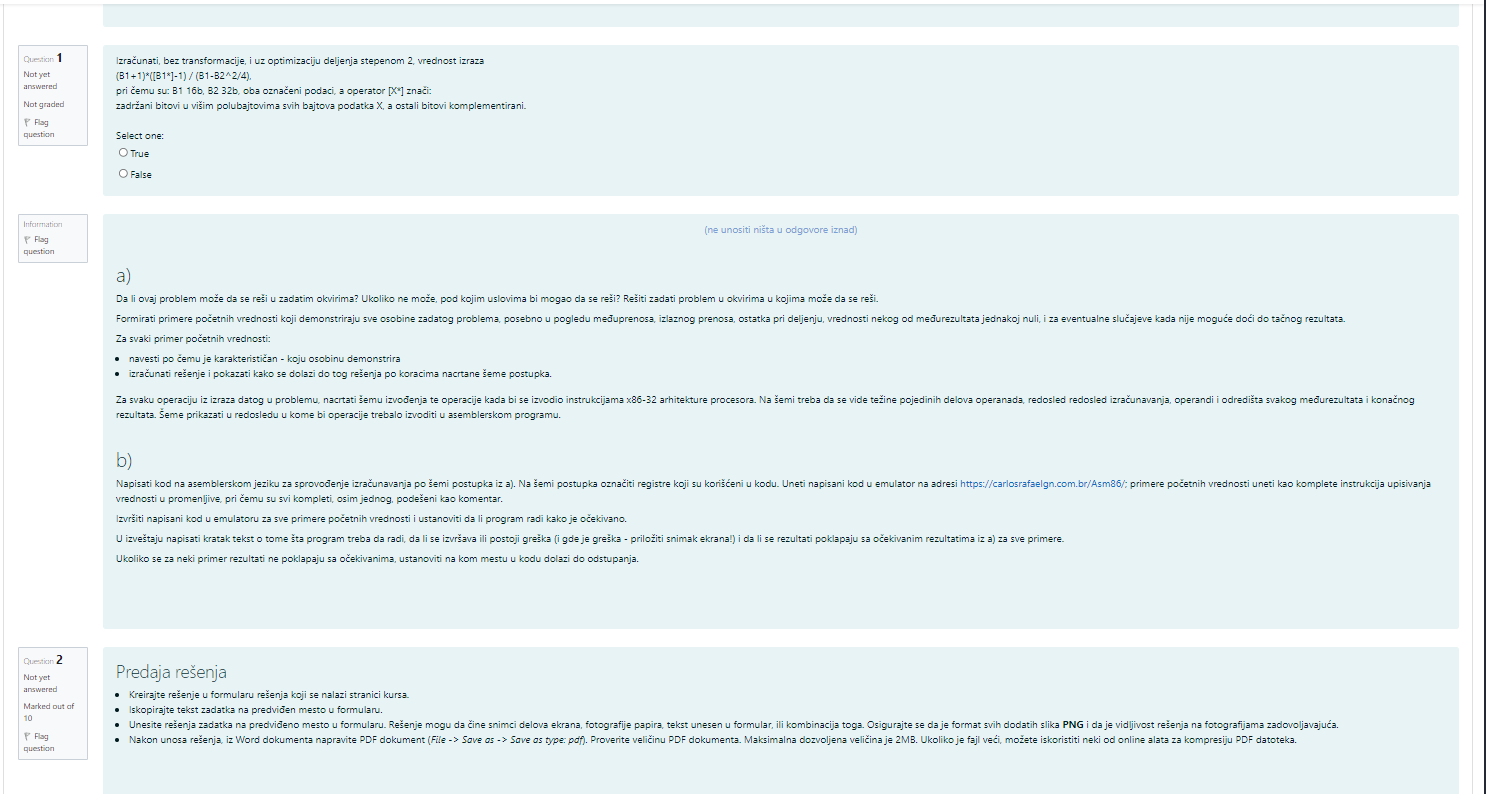 Question 1
Not yet
answered
Not graded
Flag
question
Izračunati, bez transformacije, i uz optimizaciju deljenja stepenom 2, vrednost izraza
(B1+1)*([B1*]-1) / (B1-B2^2/4),
pri čemu su: B1 16b, B2 32b, oba označeni podaci, a operator [X*] znači:
zadržani bitovi u višim polubajtovima svih bajtova podatka X, a ostali bitovi komplementirani.
Select one:
True
False
Information
Flag
question
(ne unositi ništa u odgovore iznad)
a)
Da li ovaj problem može da se reši u zadatim okvirima? Ukoliko ne može, pod kojim uslovima bi mogao da se reši? Rešiti zadati problem u okvirima u kojima može da se reši.
Formirati primere početnih vrednosti koji demonstriraju sve osobine zadatog problema, posebno u pogledu međuprenosa, izlaznog prenosa, ostatka pri deljenju, vrednosti nekog od međurezultata jednakoj nuli, i za eventualne slučajeve kada nije moguće doći do tačnog rezultata.
Za svaki primer početnih vrednosti:
• navesti po čemu je karakterističan - koju osobinu demonstrira
• izračunati rešenje i pokazati kako se dolazi do tog rešenja po koracima nacrtane šeme postupka.
Za svaku operaciju iz izraza datog u problemu, nacrtati šemu izvođenja te operacije kada bi se izvodio instrukcijama x86-32 arhitekture procesora. Na šemi treba da se vide težine pojedinih delova operanada, redosled redosled izračunavanja, operandi i odredišta svakog međurezultata i konačnog
rezultata. Šeme prikazati u redosledu u kome bi operacije trebalo izvoditi u asemblerskom programu.
b)
Napisati kod na asemblerskom jeziku za sprovođenje izračunavanja po šemi postupka iz a). Na šemi postupka označiti registre koji su korišćeni u kodu. Uneti napisani kod u emulator na adresi https://carlosrafaelgn.com.br/Asm86/; primere početnih vrednosti uneti kao komplete instrukcija upisivanja
vrednosti u promenljive, pri čemu su svi kompleti, osim jednog, podešeni kao komentar.
Izvršiti napisani kod u emulatoru za sve primere početnih vrednosti i ustanoviti da li program radi kako je očekivano.
U izveštaju napisati kratak tekst o tome šta program treba da radi, da li se izvršava ili postoji greška (i gde je greška - priložiti snimak ekrana!) i da li se rezultati poklapaju sa očekivanim rezultatima iz a) za sve primere.
Ukoliko se za neki primer rezultati ne poklapaju sa očekivanima, ustanoviti na kom mestu u kodu dolazi do odstupanja.
Question 2
Not yet
answered
Marked out of
10
Flag
question
Predaja rešenja
• Kreirajte rešenje u formularu rešenja koji se nalazi stranici kursa.
• Iskopirajte tekst zadatka na predviđen mesto u formularu.
• Unesite rešenja zadatka na predviđeno mesto u formularu. Rešenje mogu da čine snimci delova ekrana, fotografije papira, tekst unesen u formular, ili kombinacija toga. Osigurajte se da je format svih dodatih slika PNG i da je vidljivost rešenja na fotografijama zadovoljavajuća.
• Nakon unosa rešenja, iz Word dokumenta napravite PDF dokument (File -> Save as -> Save as type: pdf). Proverite veličinu PDF dokumenta. Maksimalna dozvoljena veličina je 2MB. Ukoliko je fajl veći, možete iskoristiti neki od online alata za kompresiju PDF datoteka.